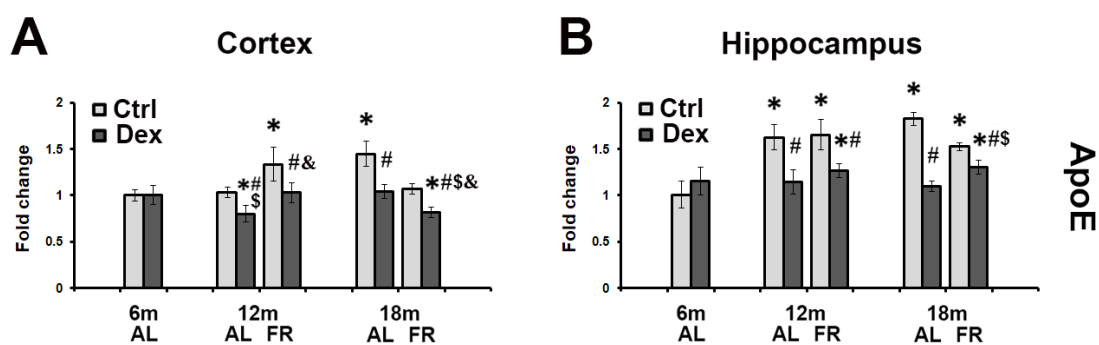 A
Cortex
Fold change
2
1.5
1
0.5
0
Ctrl
Dex
*#
$
*
#&
*
#
*#$&
6m
AL
12m
AL FR
18m
AL FR
B
Hippocampus
Fold change
2
1.5
1
0.5
0
Ctrl
Dex
*
#
*
*#
*
#
*
*#$
6m
AL
12m
AL FR
18m
AL FR
ApoE